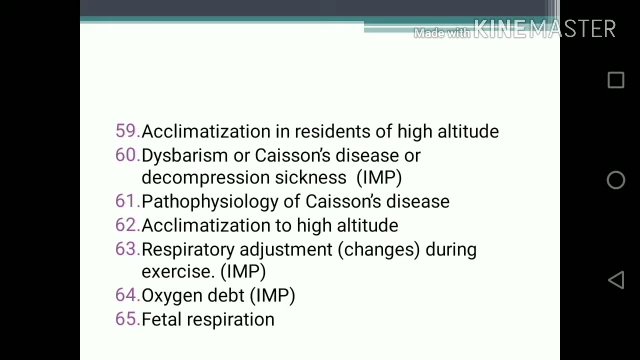 Made with KINEMASTER
59. Acclimatization in residents of high altitude
60. Dysbarism or Caisson's disease or
decompression sickness (IMP)
61. Pathophysiology of Caisson's disease
62. Acclimatization to high altitude
63. Respiratory adjustment (changes) during
exercise. (IMP)
64. Oxygen debt (IMP)
65. Fetal respiration